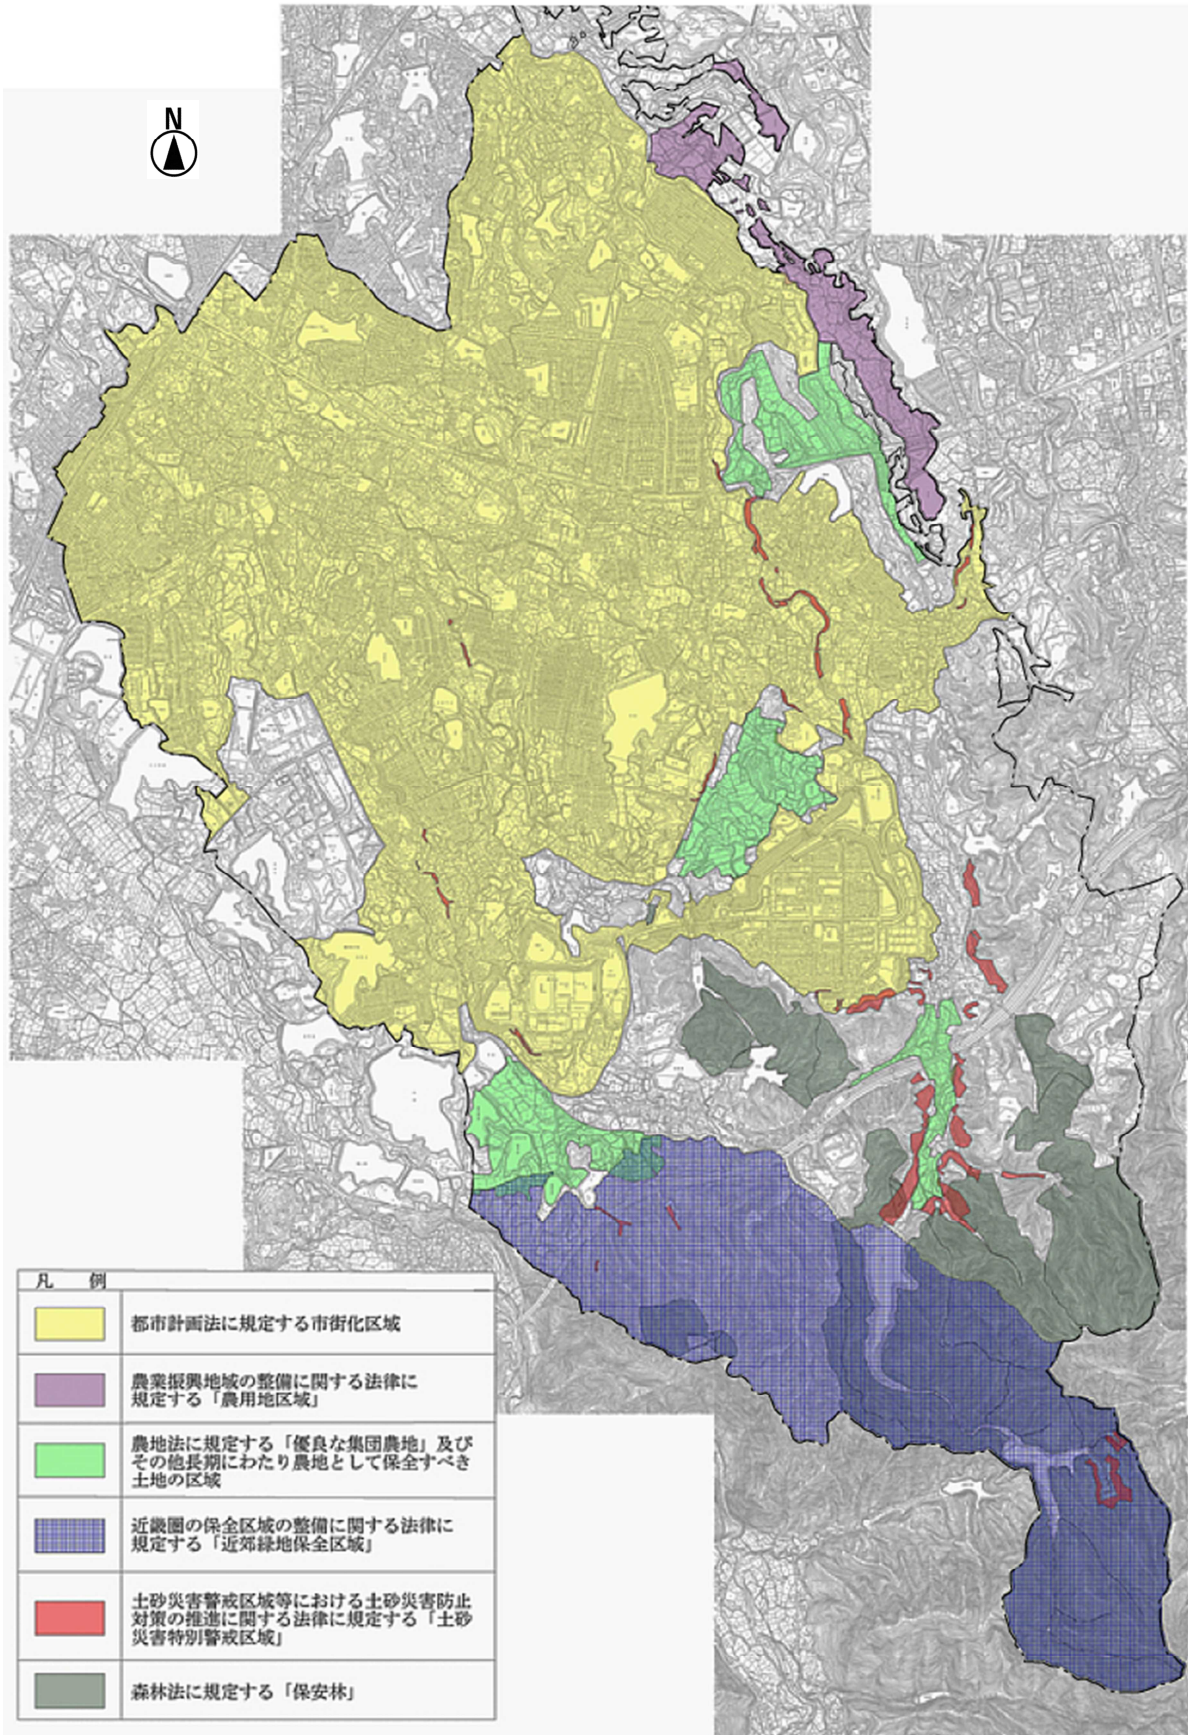 N
凡 例
都市計画法に規定する市街化区域
農業振興地域の整備に関する法律に
規定する「農用地区域」
農地法に規定する「優良な集団農地」及び
その他長期にわたり農地として保全すべき
土地の区域
近畿圏の保全区域の整備に関する法律に
規定する「近郊緑地保全区域」
土砂災害警戒区域等における土砂災害防止
対策の推進に関する法律に規定する「土砂
災害特別警戒区域」
森林法に規定する「保安林」